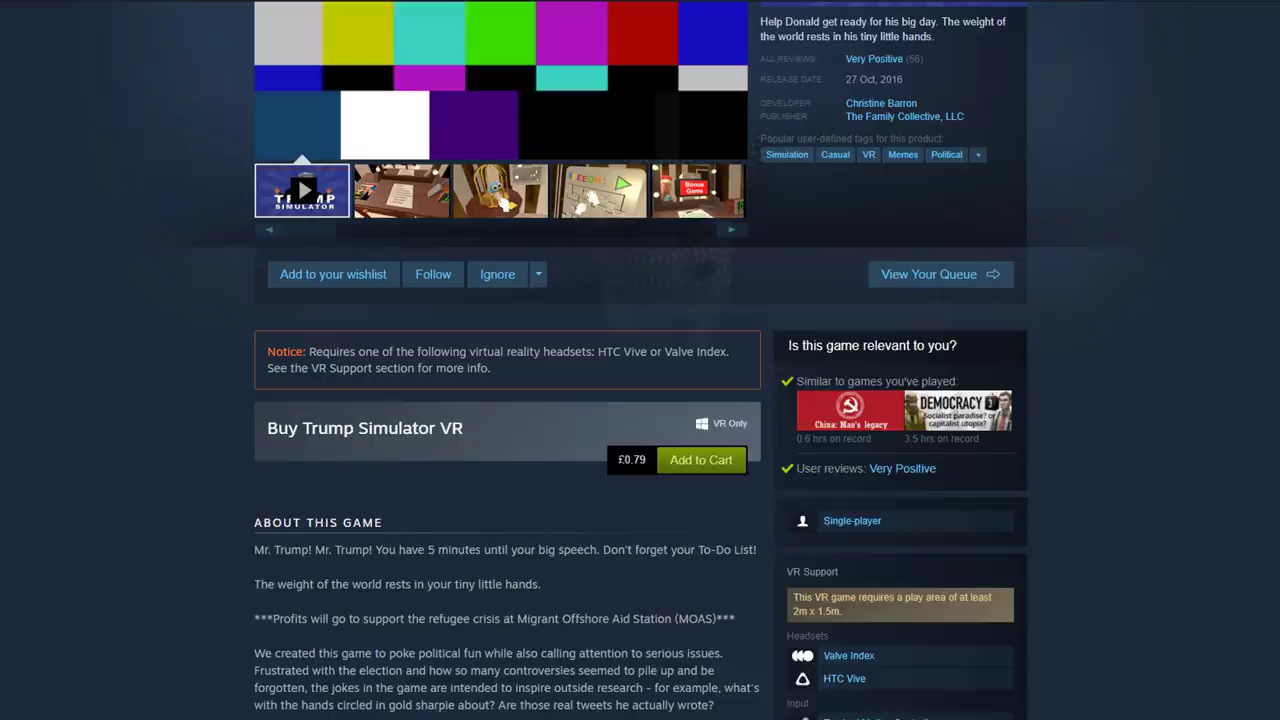 Help Donald get ready for his big day. The weight of
the world rests in his tiny little hands.
ALL REVIEWS: Very Positive (56)
RELEASE DATE: 27 Oct, 2016
DEVELOPER: Christine Barron
PUBLISHER: The Family Collective, LLC
Popular user-defined tags for this product:
Simulation Casual VR Memes Political +
TRUMP
SIMULATOR
Bonus
Game
Add to your wishlist Follow Ignore View Your Queue
Notice: Requires one of the following virtual reality headsets: HTC Vive or Valve Index.
See the VR Support section for more info.
Buy Trump Simulator VR
VR Only
£0.79 Add to Cart
Is this game relevant to you?
Similar to games you've played:
China: Mao's legacy
DEMOCRACY 3
Socialist paradise? or
capitalist utopia?
0.6 hrs on record 3.5 hrs on record
User reviews: Very Positive
Single-player
VR Support
This VR game requires a play area of at least
2m x 1.5m.
Headsets
Valve Index
HTC Vive
Input
ABOUT THIS GAME
Mr. Trump! Mr. Trump! You have 5 minutes until your big speech. Don't forget your To-Do List!
The weight of the world rests in your tiny little hands.
***Profits will go to support the refugee crisis at Migrant Offshore Aid Station (MOAS)***
We created this game to poke political fun while also calling attention to serious issues.
Frustrated with the election and how so many controversies seemed to pile up and be
forgotten, the jokes in the game are intended to inspire outside research - for example, what's
with the hands circled in gold sharpie about? Are those real tweets he actually wrote?